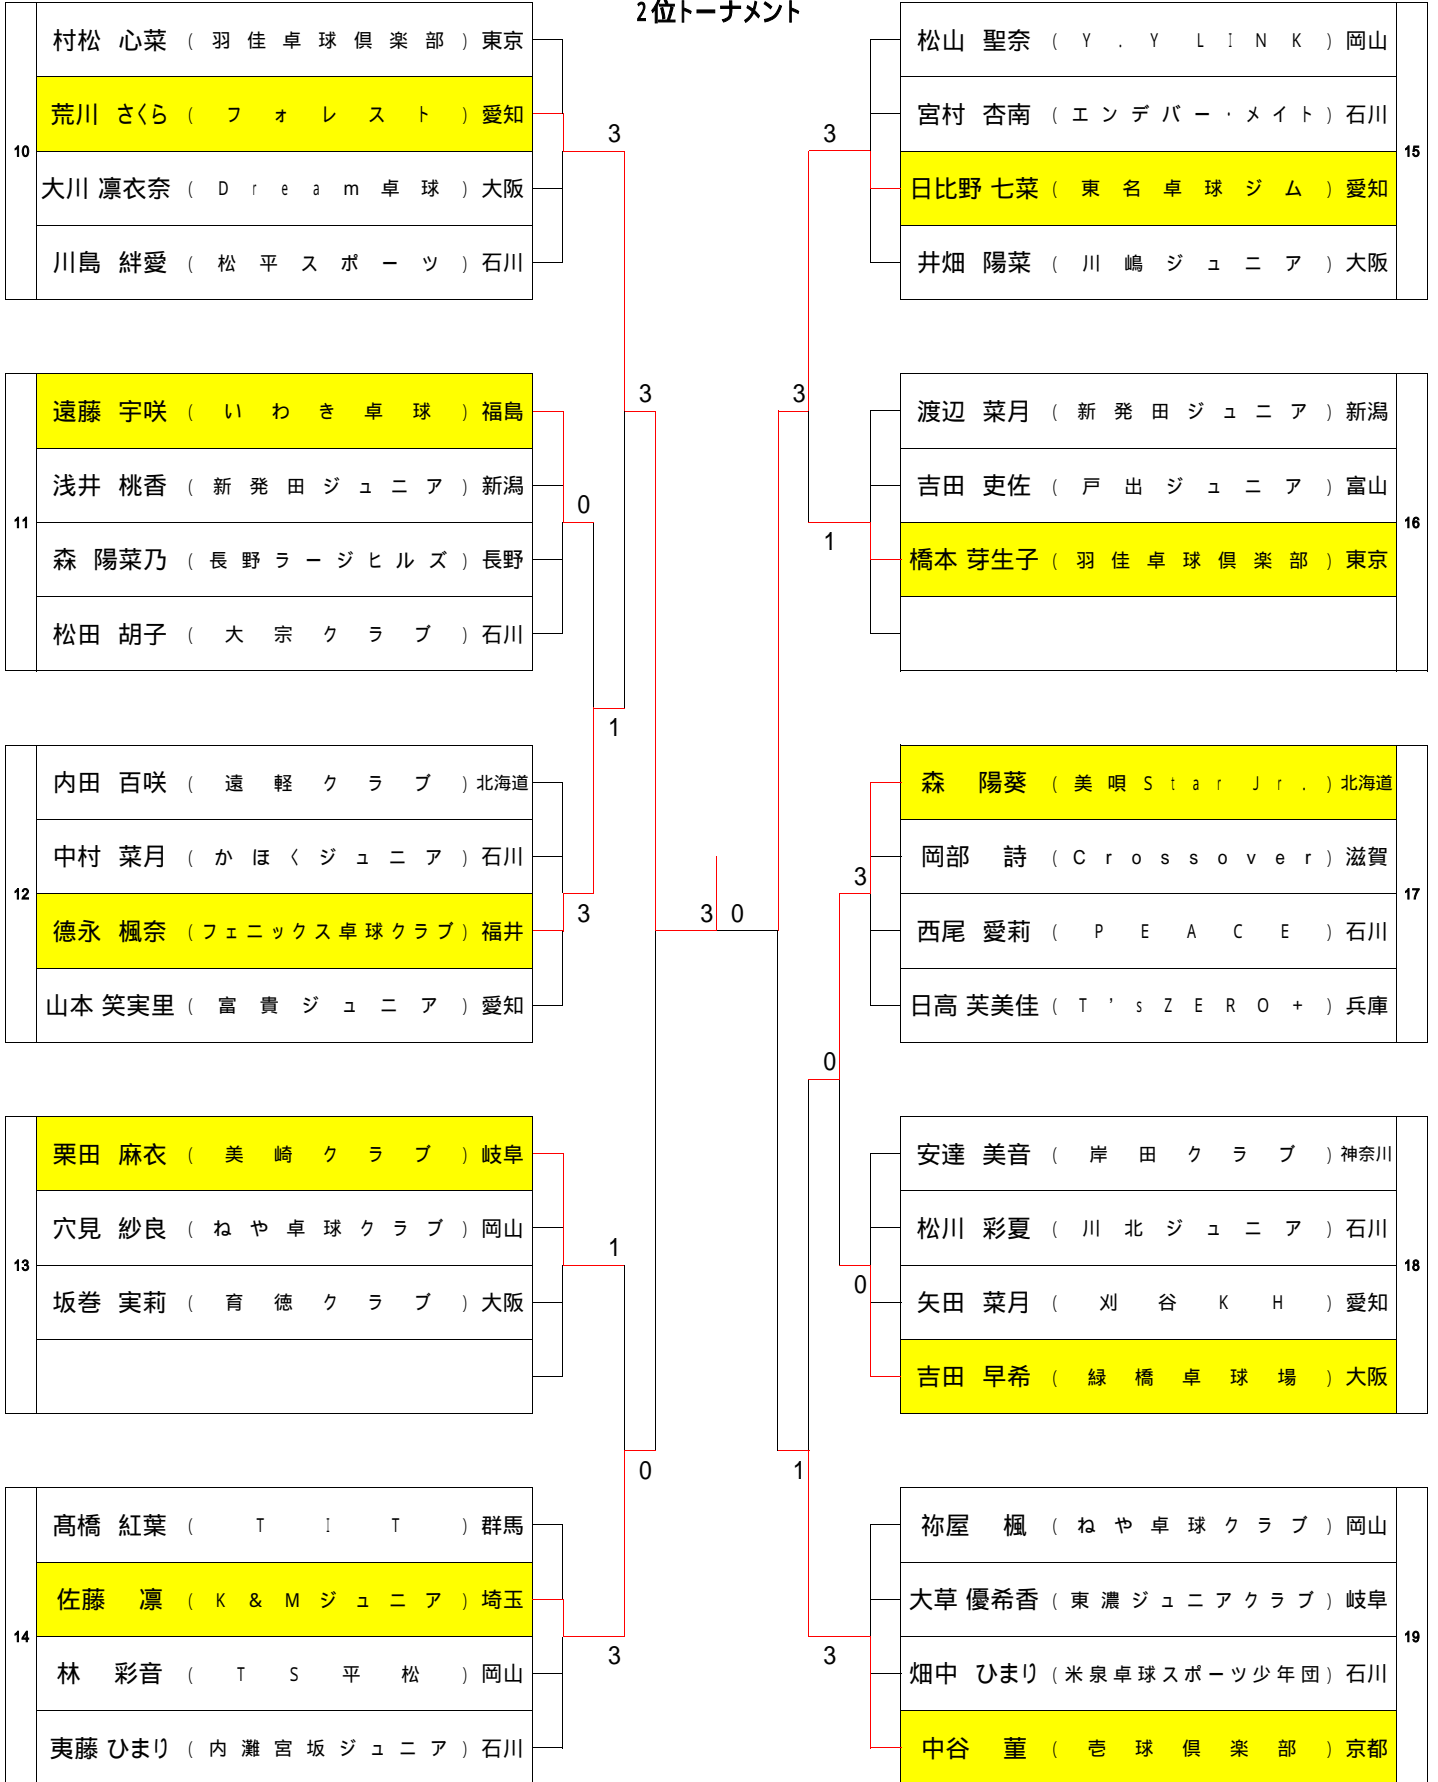 2位トーナメント
10
村松 心菜 ( 羽佳卓球倶楽部 ) 東京
荒川 さくら ( フォレスト ) 愛知
大川 凛衣奈 ( Dream卓球 ) 大阪
川島 絆愛 ( 松平スポーツ ) 石川
3
11
遠藤 宇咲 ( いわき卓球 ) 福島
浅井 桃香 ( 新発田ジュニア ) 新潟
森 陽菜乃 ( 長野ラージヒルズ ) 長野
松田 胡子 ( 大宗クラブ ) 石川
3
0
1
12
内田 百咲 ( 遠軽クラブ ) 北海道
中村 菜月 ( かほくジュニア ) 石川
德永 楓奈 ( フェニックス卓球クラブ ) 福井
山本 笑実里 ( 富貴ジュニア ) 愛知
3
3 0
13
栗田 麻衣 ( 美崎クラブ ) 岐阜
穴見 紗良 ( ねや卓球クラブ ) 岡山
坂巻 実莉 ( 育徳クラブ ) 大阪
1
0
14
髙橋 紅葉 ( TIT ) 群馬
佐藤 凛 ( K&Mジュニア ) 埼玉
林 彩音 ( TS平松 ) 岡山
夷藤 ひまり ( 内灘宮坂ジュニア ) 石川
3
15
松山 聖奈 ( Y.Y LINK ) 岡山
宮村 杏南 ( エンデバー・メイト ) 石川
日比野 七菜 ( 東名卓球ジム ) 愛知
井畑 陽菜 ( 川嶋ジュニア ) 大阪
3
3
16
渡辺 菜月 ( 新発田ジュニア ) 新潟
吉田 吏佐 ( 戸出ジュニア ) 富山
橋本 芽生子 ( 羽佳卓球倶楽部 ) 東京
1
17
森 陽葵 ( 美唄Star Jr. ) 北海道
岡部 詩 ( Crossover ) 滋賀
西尾 愛莉 ( PEACE ) 石川
日高 芙美佳 ( T'sZERO+ ) 兵庫
3
0
18
安達 美音 ( 岸田クラブ ) 神奈川
松川 彩夏 ( 川北ジュニア ) 石川
矢田 菜月 ( 刈谷KH ) 愛知
吉田 早希 ( 緑橋卓球場 ) 大阪
0
1
19
祢屋 楓 ( ねや卓球クラブ ) 岡山
大草 優希香 ( 東濃ジュニアクラブ ) 岐阜
畑中 ひまり ( 米泉卓球スポーツ少年団 ) 石川
中谷 菫 ( 壱球倶楽部 ) 京都
3